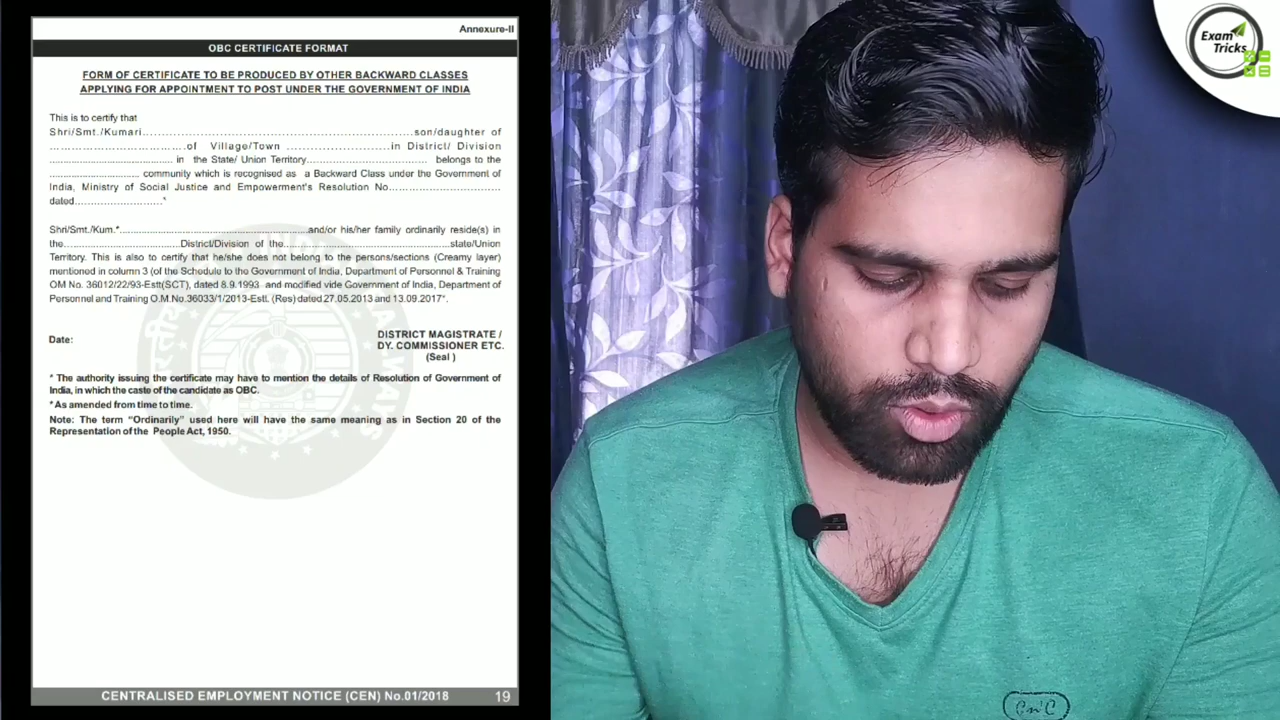 Annexure-II
OBC CERTIFICATE FORMAT
FORM OF CERTIFICATE TO BE PRODUCED BY OTHER BACKWARD CLASSES
APPLYING FOR APPOINTMENT TO POST UNDER THE GOVERNMENT OF INDIA
This is to certify that
Shri/Smt./Kumari..............................................................son/daughter of
..................................of Village/Town ..........................in District/ Division
........................................ in the State/ Union Territory....................................... belongs to the
............................. community which is recognised as a Backward Class under the Government of
India, Ministry of Social Justice and Empowerment's Resolution No....................................
dated..........................*
Shri/Smt./Kum.*..............................................................and/or his/her family ordinarily reside(s) in
the.......................................District/Division of the.......................................................state/Union
Territory. This is also to certify that he/she does not belong to the persons/sections (Creamy layer)
mentioned in column 3 (of the Schedule to the Government of India, Department of Personnel & Training
OM No. 36012/22/93-Estt(SCT), dated 8.9.1993 and modified vide Government of India, Department of
Personnel and Training O.M.No.36033/1/2013-Estt. (Res) dated 27.05.2013 and 13.09.2017*.
Date:
DISTRICT MAGISTRATE /
DY. COMMISSIONER ETC.
(Seal )
* The authority issuing the certificate may have to mention the details of Resolution of Government of
India, in which the caste of the candidate as OBC.
*As amended from time to time.
Note: The term “Ordinarily” used here will have the same meaning as in Section 20 of the
Representation of the People Act, 1950.
CENTRALISED EMPLOYMENT NOTICE (CEN) No.01/2018 19
Exam
Tricks
CnC